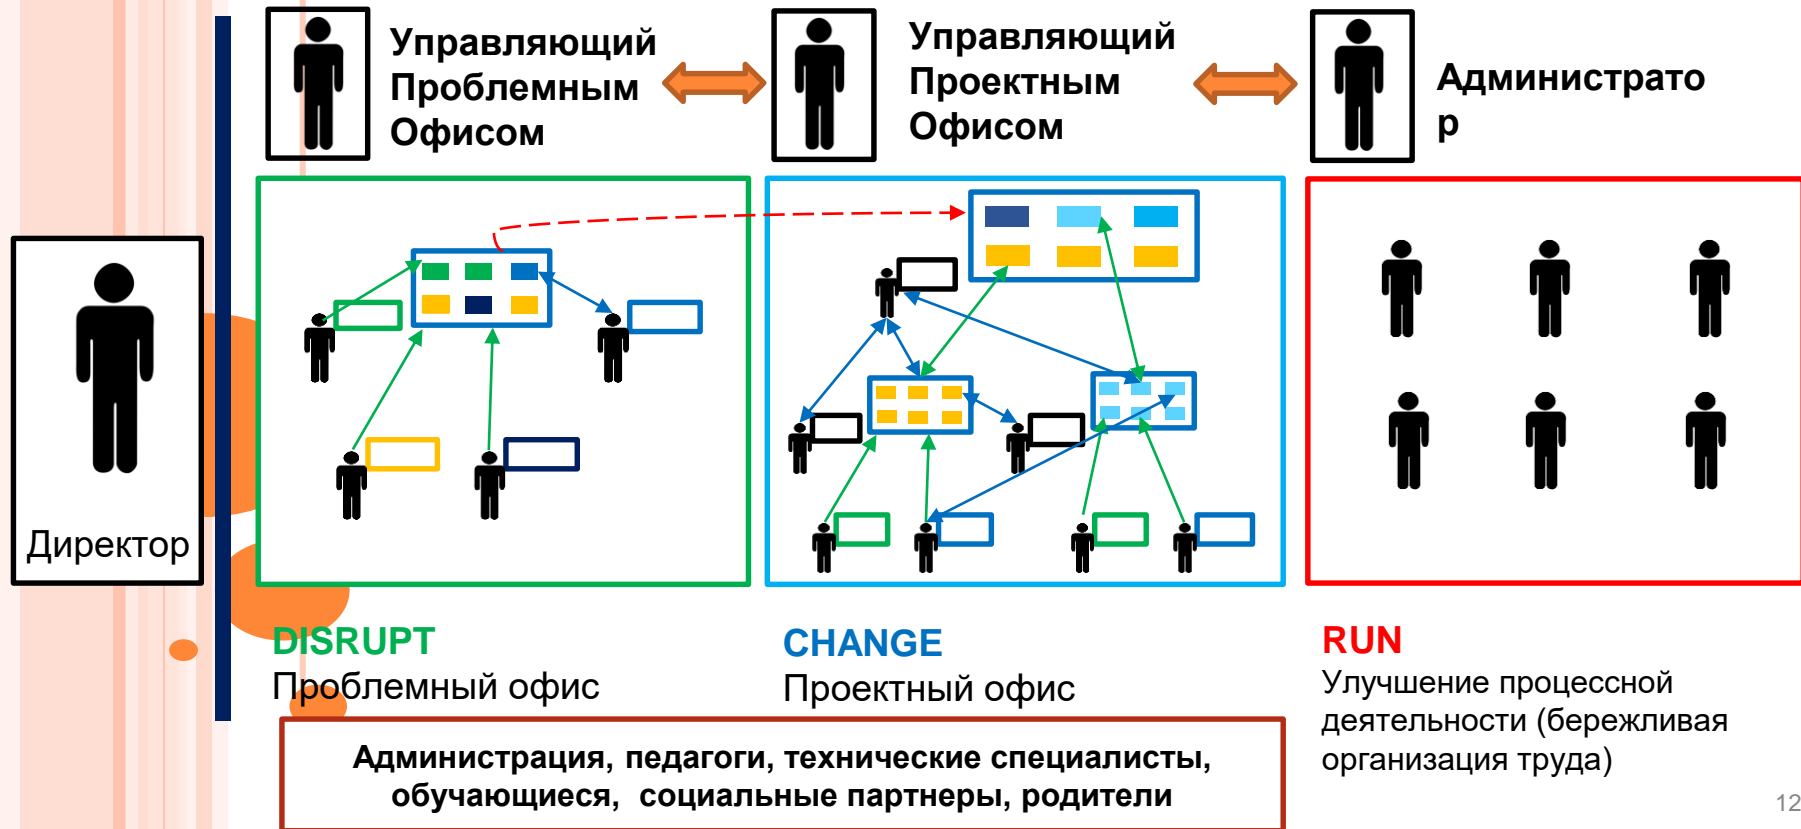 Управляющий
Проблемным
Офисом
Управляющий
Проектным
Офисом
Администрато
р
Директор
DISRUPT
Проблемный офис
CHANGE
Проектный офис
RUN
Улучшение процессной
деятельности (бережливая
организация труда)
Администрация, педагоги, технические специалисты,
обучающиеся, социальные партнеры, родители
12